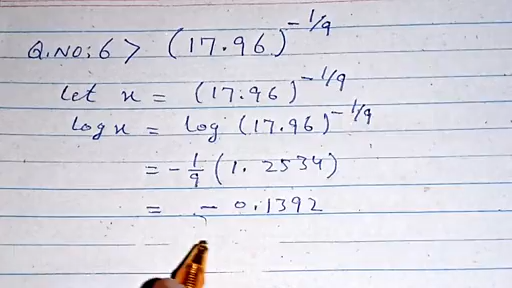 Q.NO:6> (17.96)^-1/9
let x = (17.96)^-1/9
log x = log (17.96)^-1/9
= -1/9 (1.2534)
= - 0.1392